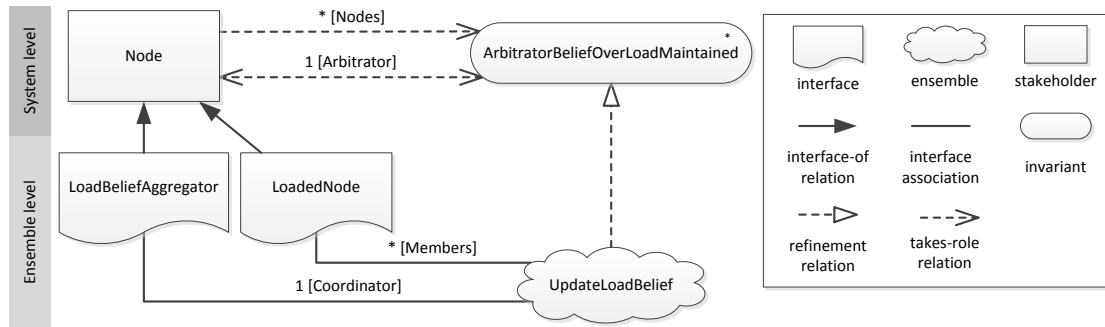 System level
Ensemble level
* [Nodes]
Node
*
ArbitratorBeliefOverLoadMaintained
1 [Arbitrator]
LoadBeliefAggregator
LoadedNode
* [Members]
1 [Coordinator]
UpdateLoadBelief
interface
ensemble
stakeholder
interface-of
relation
interface
association
invariant
refinement
relation
takes-role
relation